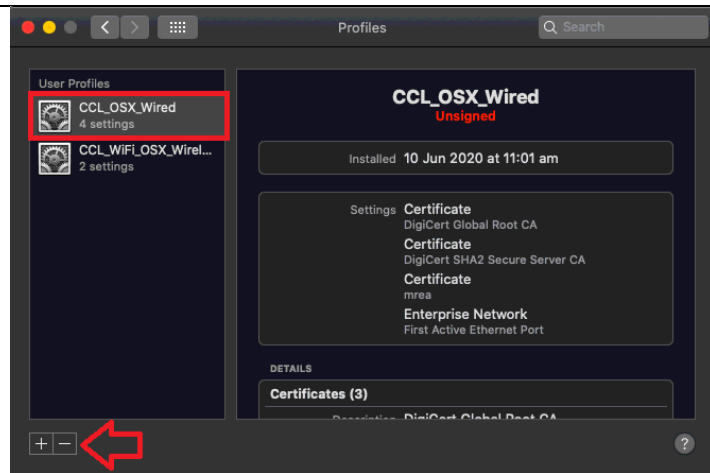 Profiles
Search
User Profiles
CCL_OSX_Wired
4 settings
CCL_WiFi_OSX_Wirel...
2 settings
CCL_OSX_Wired
Unsigned
Installed 10 Jun 2020 at 11:01 am
Settings Certificate
DigiCert Global Root CA
Certificate
DigiCert SHA2 Secure Server CA
Certificate
mrea
Enterprise Network
First Active Ethernet Port
DETAILS
Certificates (3)
Description DigiCert Global Root CA
+ −
?